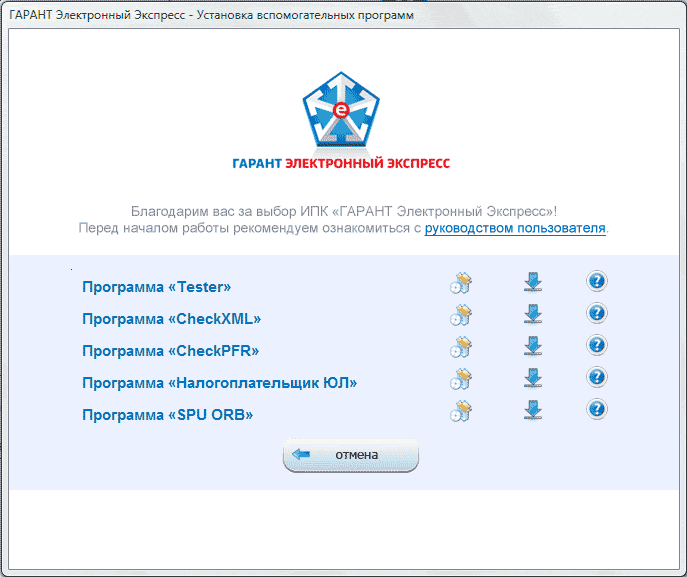 ГАРАНТ Электронный Экспресс - Установка вспомогательных программ
e
ГАРАНТ ЭЛЕКТРОННЫЙ ЭКСПРЕСС
Благодарим вас за выбор ИПК «ГАРАНТ Электронный Экспресс»!
Перед началом работы рекомендуем ознакомиться с руководством пользователя.
Программа «Tester» ?
Программа «CheckXML» ?
Программа «CheckPFR» ?
Программа «Налогоплательщик ЮЛ» ?
Программа «SPU ORB» ?
отмена